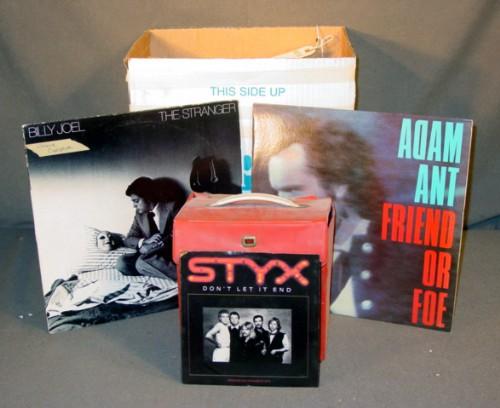 THIS SIDE UP
BILLY JOEL
THE STRANGER
ADAM
ANT
FRIEND
OR
FOE
STYX
DON'T LET IT END